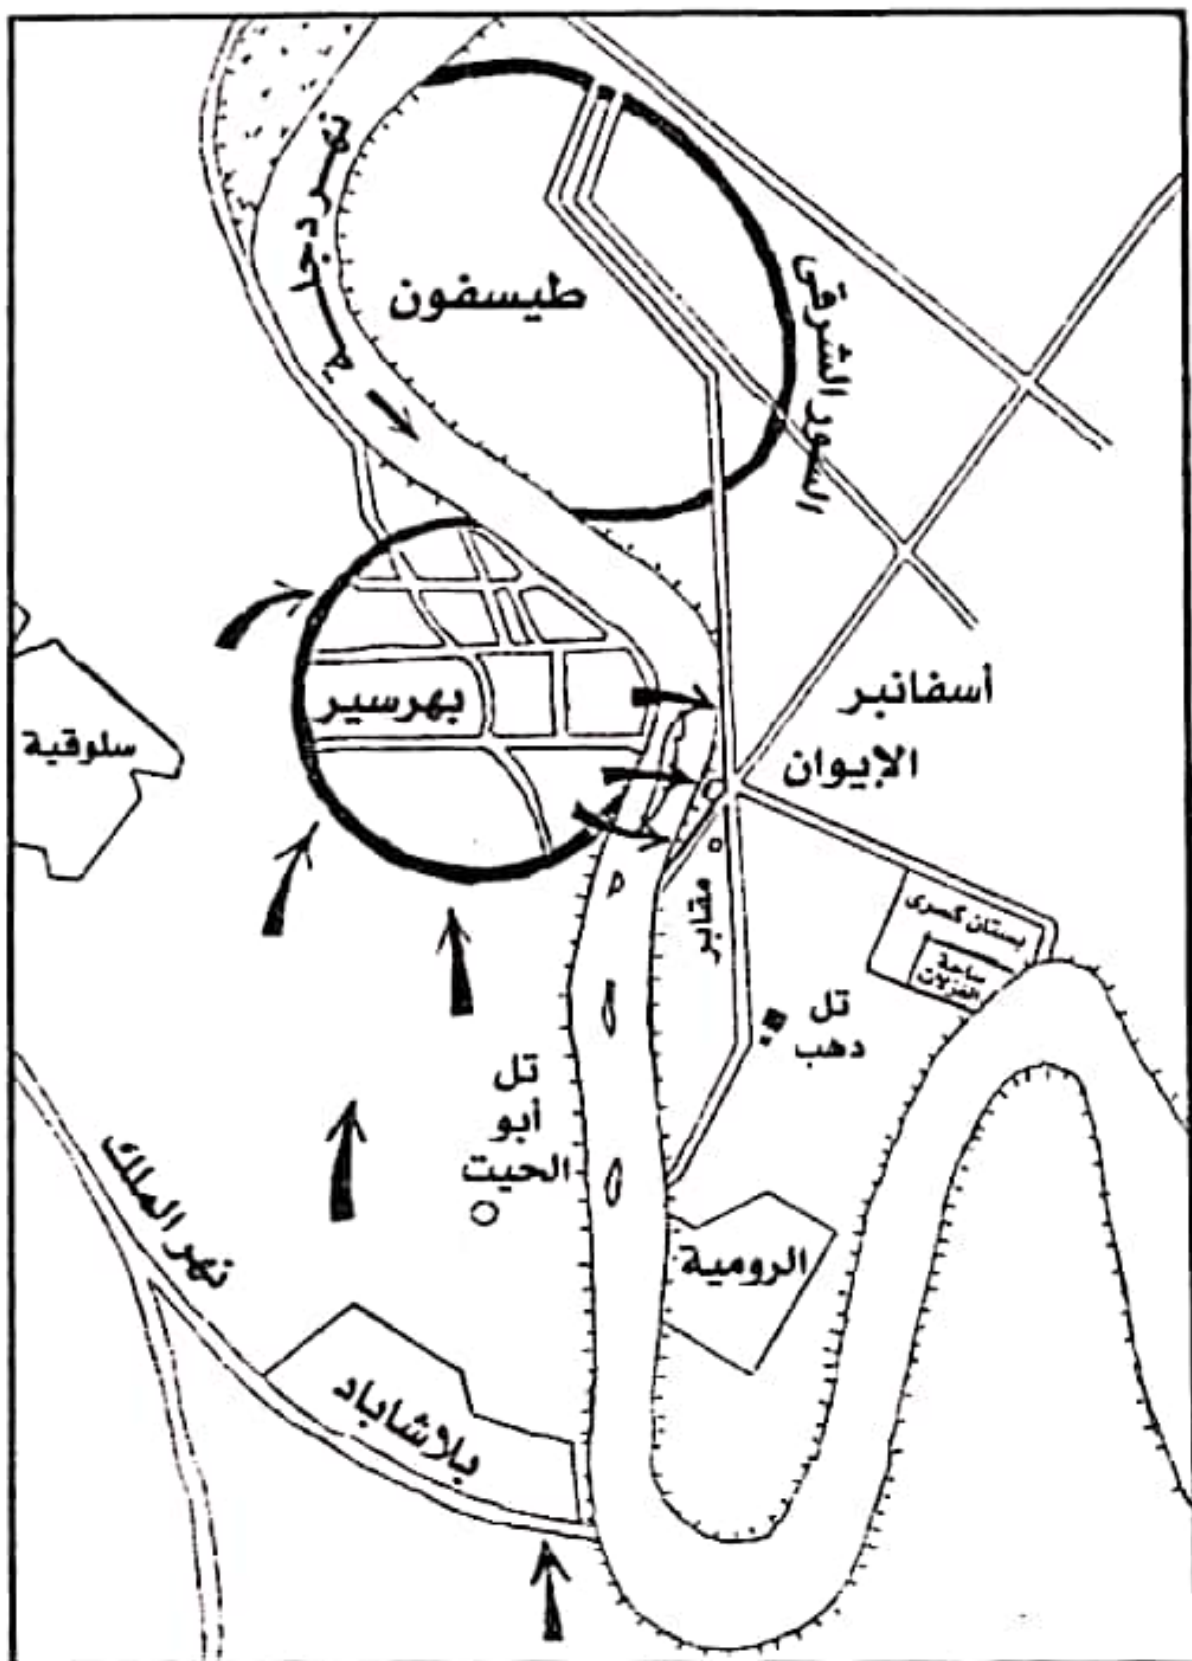 نهر دجلة
طيسفون
السور الشرقي
أسفانبر
بهرسير
سلوقية
الإيوان
مقابر
بستان كسرى
ساحة
الغزلان
تل
دهب
تل
أبو
الحيت
نهر الملك
الرومية
بلاشاباد